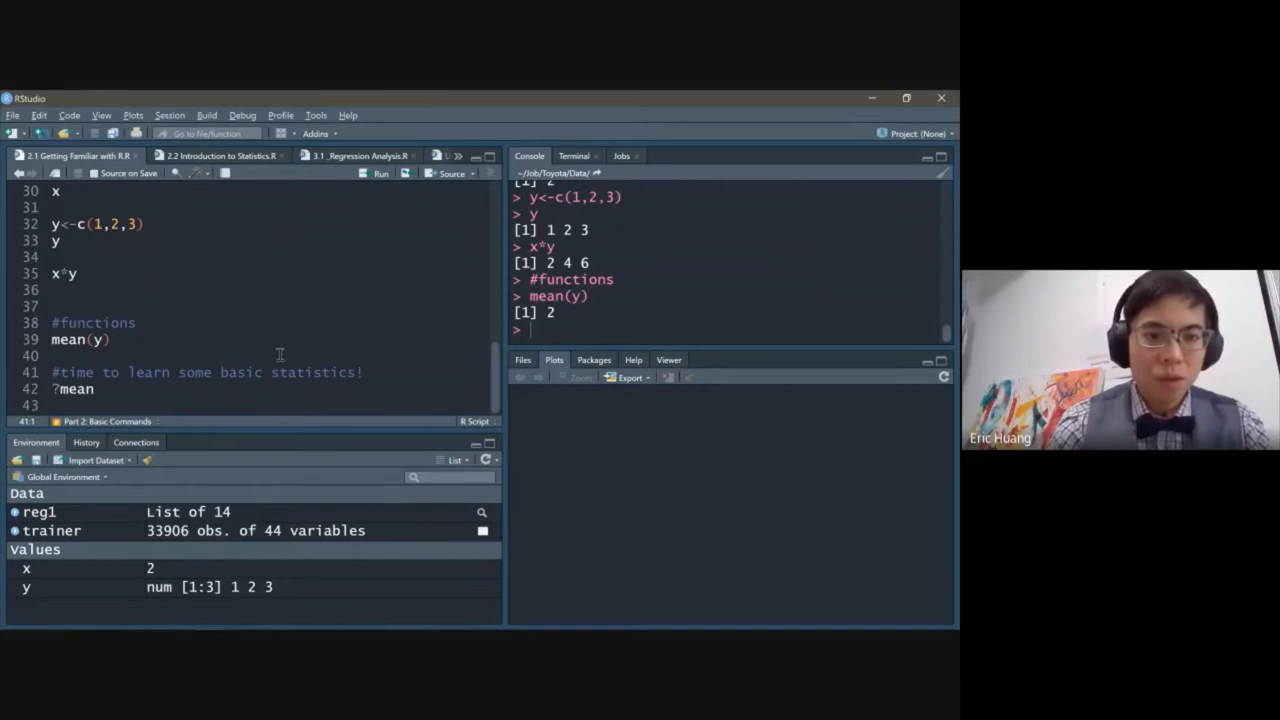 RStudio
File Edit Code View Plots Session Build Debug Profile Tools Help
Go to file/function Addins Project: (None)
2.1 Getting Familiar with R.R 2.2 Introduction to Statistics.R 3.1 _Regression Analysis.R
Source on Save Run Source
30 x
31
32 y<-c(1,2,3)
33 y
34
35 x*y
36
37
38 #functions
39 mean(y)
40
41 #time to learn some basic statistics!
42 ?mean
43
41:1 Part 2: Basic Commands R Script
Environment History Connections
Import Dataset List
Global Environment
Data
reg1 List of 14
trainer 33906 obs. of 44 variables
Values
x 2
y num [1:3] 1 2 3
Console Terminal Jobs
~/Job/Toyota/Data/
[1] 2
> y<-c(1,2,3)
> y
[1] 1 2 3
> x*y
[1] 2 4 6
> #functions
> mean(y)
[1] 2
>
Files Plots Packages Help Viewer
Zoom Export
Eric Huang